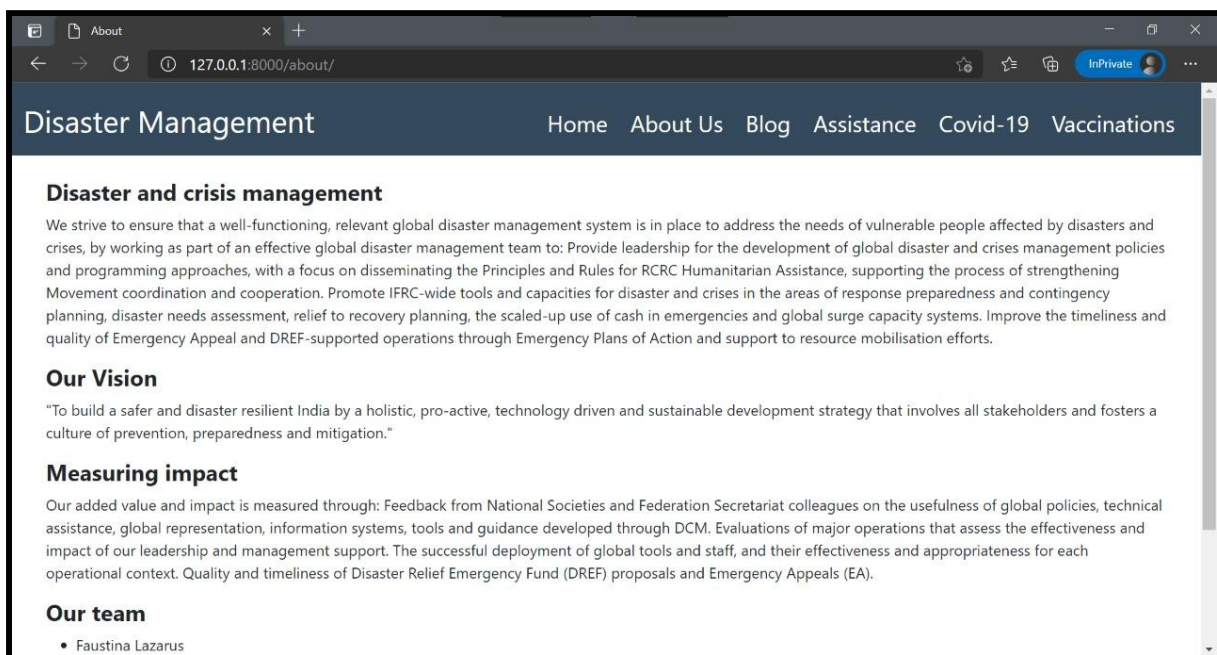 About
127.0.0.1:8000/about/
InPrivate
Disaster Management
Home About Us Blog Assistance Covid-19 Vaccinations
Disaster and crisis management
We strive to ensure that a well-functioning, relevant global disaster management system is in place to address the needs of vulnerable people affected by disasters and
crises, by working as part of an effective global disaster management team to: Provide leadership for the development of global disaster and crises management policies
and programming approaches, with a focus on disseminating the Principles and Rules for RCRC Humanitarian Assistance, supporting the process of strengthening
Movement coordination and cooperation. Promote IFRC-wide tools and capacities for disaster and crises in the areas of response preparedness and contingency
planning, disaster needs assessment, relief to recovery planning, the scaled-up use of cash in emergencies and global surge capacity systems. Improve the timeliness and
quality of Emergency Appeal and DREF-supported operations through Emergency Plans of Action and support to resource mobilisation efforts.
Our Vision
"To build a safer and disaster resilient India by a holistic, pro-active, technology driven and sustainable development strategy that involves all stakeholders and fosters a
culture of prevention, preparedness and mitigation."
Measuring impact
Our added value and impact is measured through: Feedback from National Societies and Federation Secretariat colleagues on the usefulness of global policies, technical
assistance, global representation, information systems, tools and guidance developed through DCM. Evaluations of major operations that assess the effectiveness and
impact of our leadership and management support. The successful deployment of global tools and staff, and their effectiveness and appropriateness for each
operational context. Quality and timeliness of Disaster Relief Emergency Fund (DREF) proposals and Emergency Appeals (EA).
Our team
• Faustina Lazarus